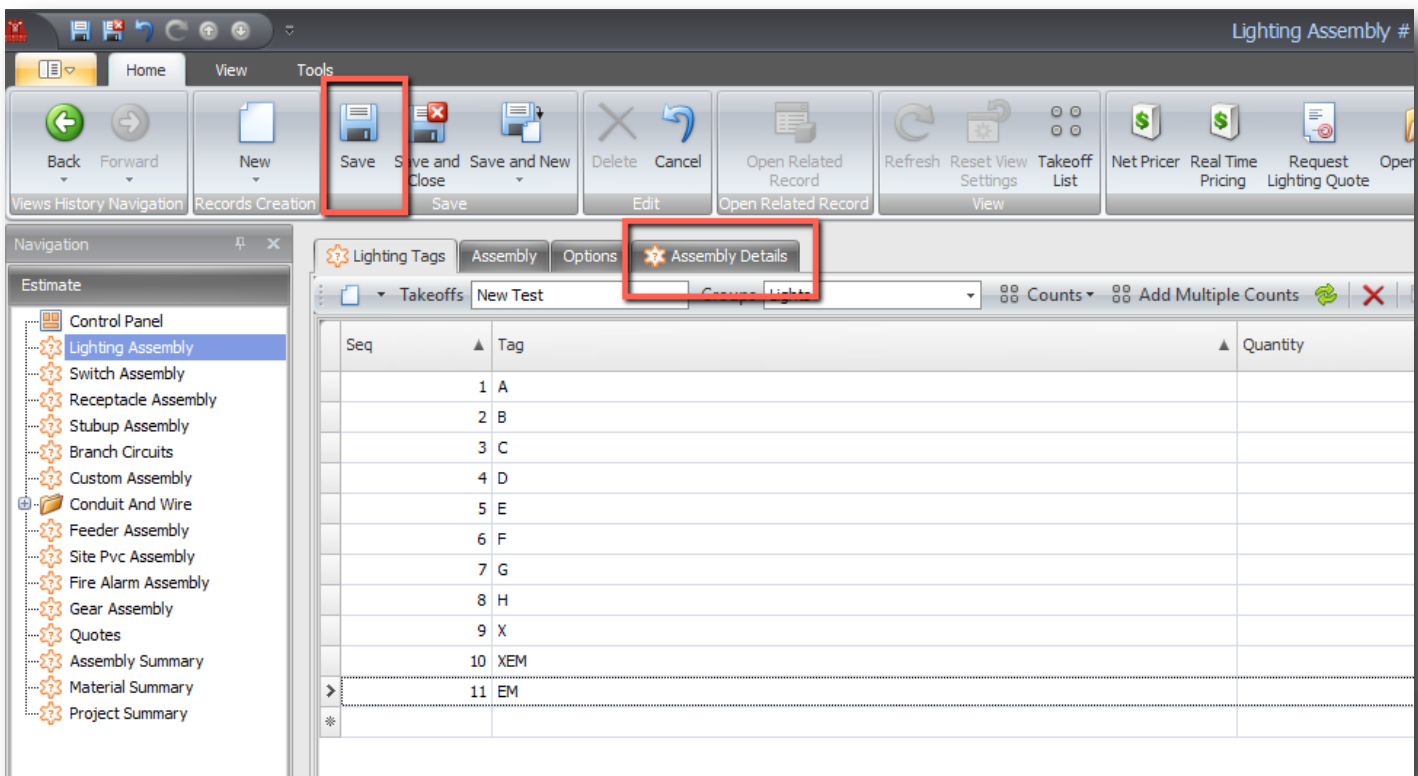 Lighting Assembly #
Home View Tools
Back Forward New Save Save and Close Save and New Delete Cancel Open Related Record Refresh Reset View Settings Takeoff List Net Pricer Real Time Pricing Request Lighting Quote Oper
Views History Navigation Records Creation Save Edit Open Related Record View
Navigation
Estimate
Control Panel
Lighting Assembly
Switch Assembly
Receptacle Assembly
Stubup Assembly
Branch Circuits
Custom Assembly
Conduit And Wire
Feeder Assembly
Site Pvc Assembly
Fire Alarm Assembly
Gear Assembly
Quotes
Assembly Summary
Material Summary
Project Summary
Lighting Tags Assembly Options Assembly Details
Takeoffs New Test Groups Lights Counts Add Multiple Counts
Seq Tag Quantity
1 A
2 B
3 C
4 D
5 E
6 F
7 G
8 H
9 X
10 XEM
11 EM